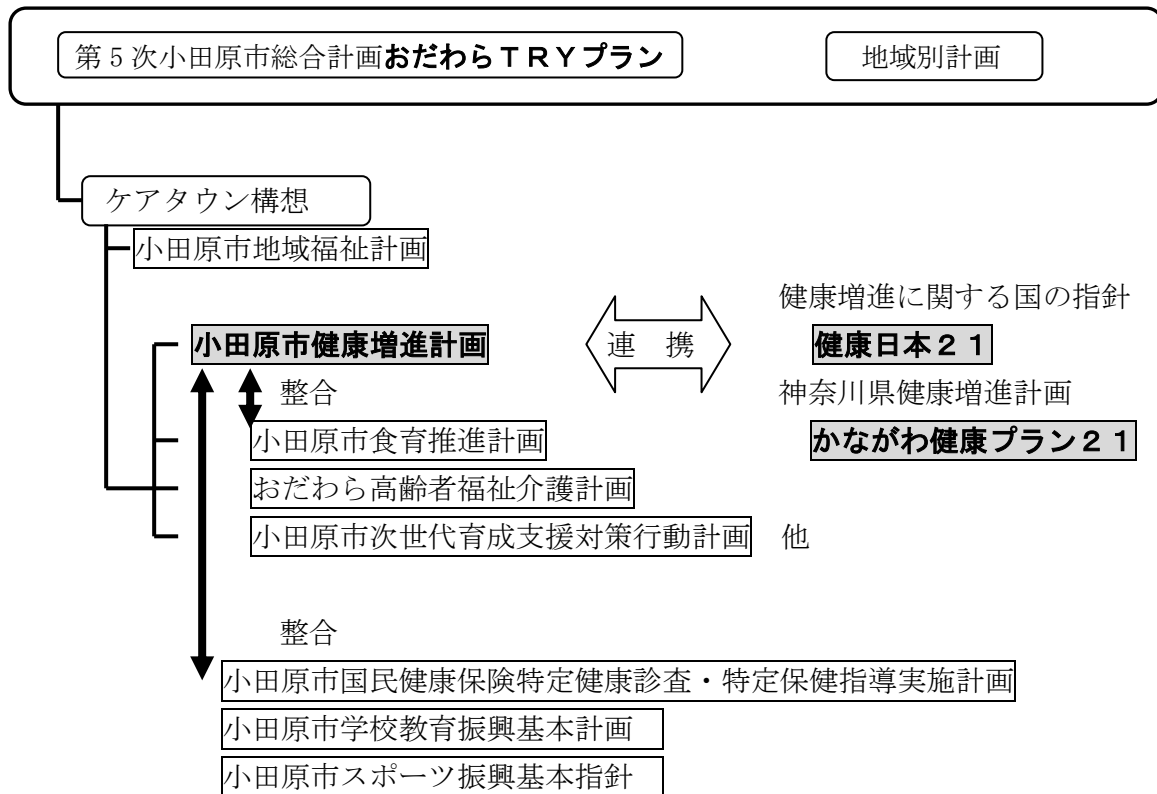 第5次小田原市総合計画おだわらTRYプラン
地域別計画
ケアタウン構想
小田原市地域福祉計画
健康増進に関する国の指針
小田原市健康増進計画
連 携
健康日本21
整合
神奈川県健康増進計画
小田原市食育推進計画
かながわ健康プラン21
おだわら高齢者福祉介護計画
小田原市次世代育成支援対策行動計画 他
整合
小田原市国民健康保険特定健康診査・特定保健指導実施計画
小田原市学校教育振興基本計画
小田原市スポーツ振興基本指針